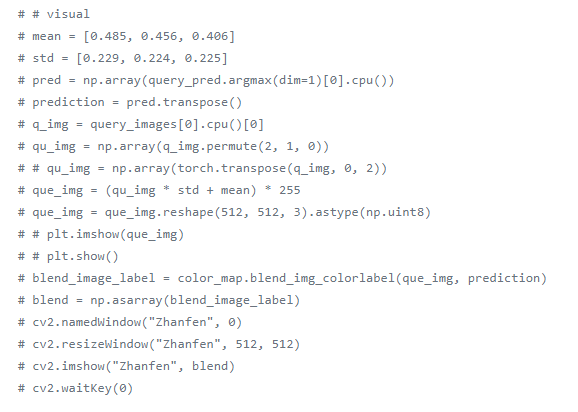 # # visual
# mean = [0.485, 0.456, 0.406]
# std = [0.229, 0.224, 0.225]
# pred = np.array(query_pred.argmax(dim=1)[0].cpu())
# prediction = pred.transpose()
# q_img = query_images[0].cpu()[0]
# qu_img = np.array(q_img.permute(2, 1, 0))
# # qu_img = np.array(torch.transpose(q_img, 0, 2))
# que_img = (qu_img * std + mean) * 255
# que_img = que_img.reshape(512, 512, 3).astype(np.uint8)
# # plt.imshow(que_img)
# # plt.show()
# blend_image_label = color_map.blend_img_colorlabel(que_img, prediction)
# blend = np.asarray(blend_image_label)
# cv2.namedWindow("Zhanfen", 0)
# cv2.resizeWindow("Zhanfen", 512, 512)
# cv2.imshow("Zhanfen", blend)
# cv2.waitKey(0)